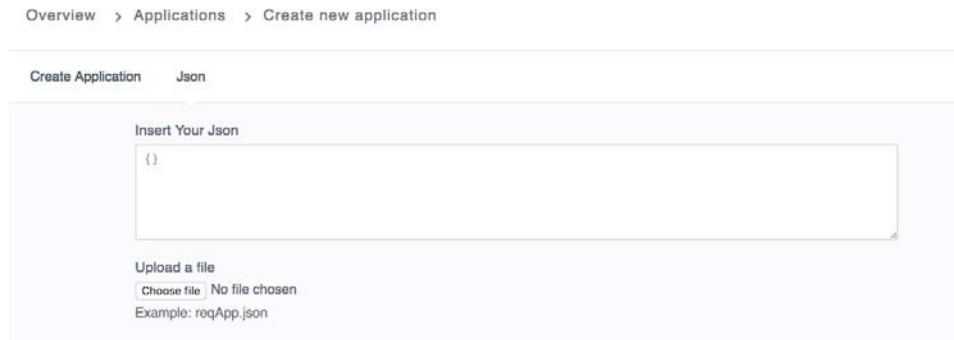 Overview > Applications > Create new application
Create Application Json
Insert Your Json
{}
Upload a file
Choose file No file chosen
Example: reqApp.json